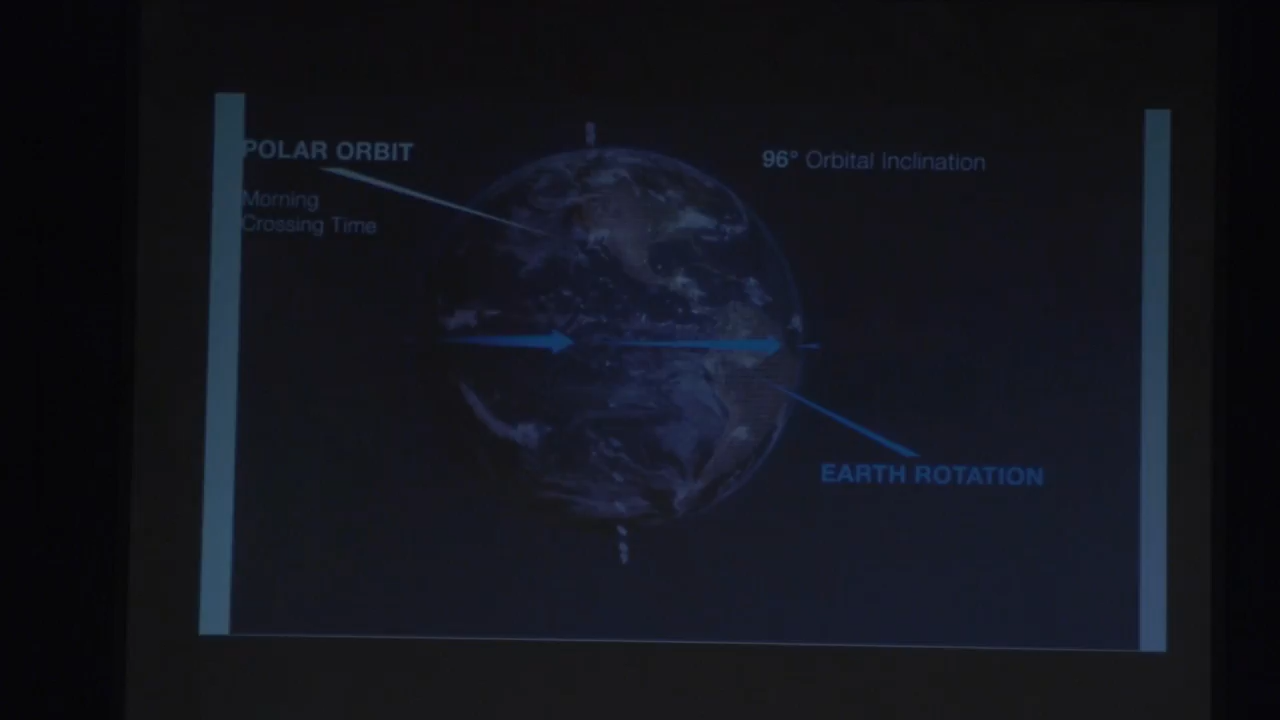 POLAR ORBIT
Morning
Crossing Time
96° Orbital Inclination
EARTH ROTATION